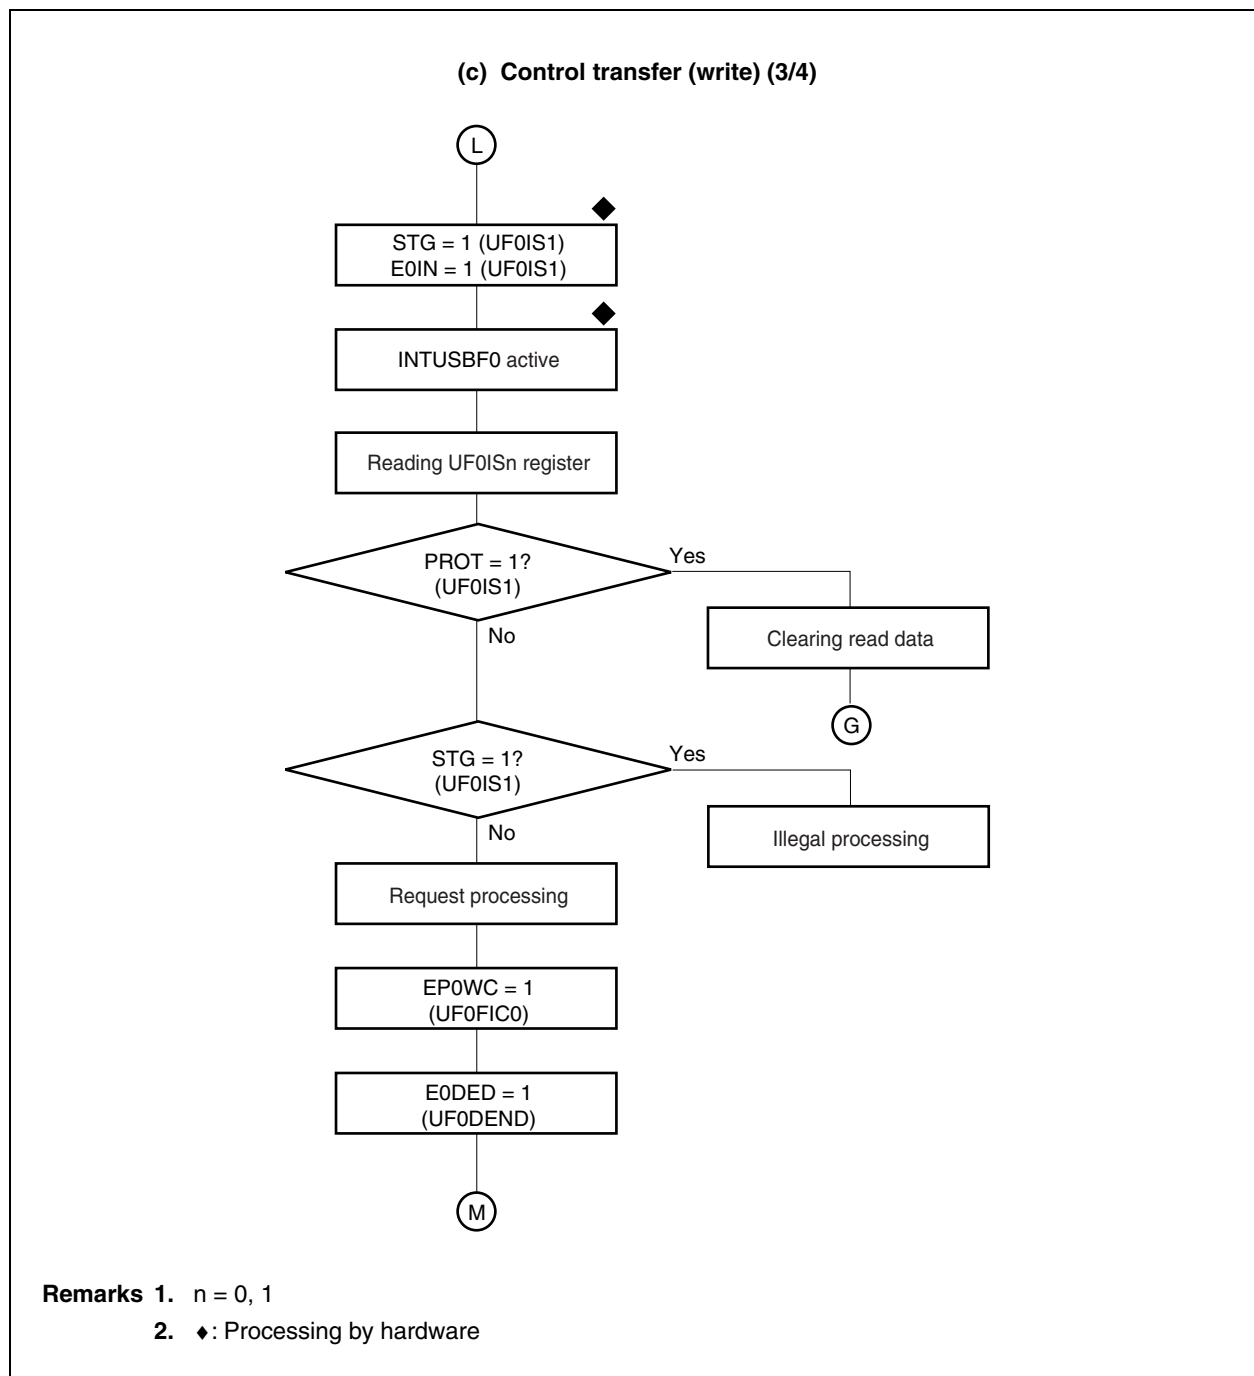 (c) Control transfer (write) (3/4)
L
STG = 1 (UF0IS1)
E0IN = 1 (UF0IS1)
INTUSBF0 active
Reading UF0ISn register
PROT = 1?
(UF0IS1)
Yes
No
Clearing read data
G
STG = 1?
(UF0IS1)
Yes
No
Illegal processing
Request processing
EP0WC = 1
(UF0FIC0)
E0DED = 1
(UF0DEND)
M
Remarks 1. n = 0, 1
2. ♦: Processing by hardware